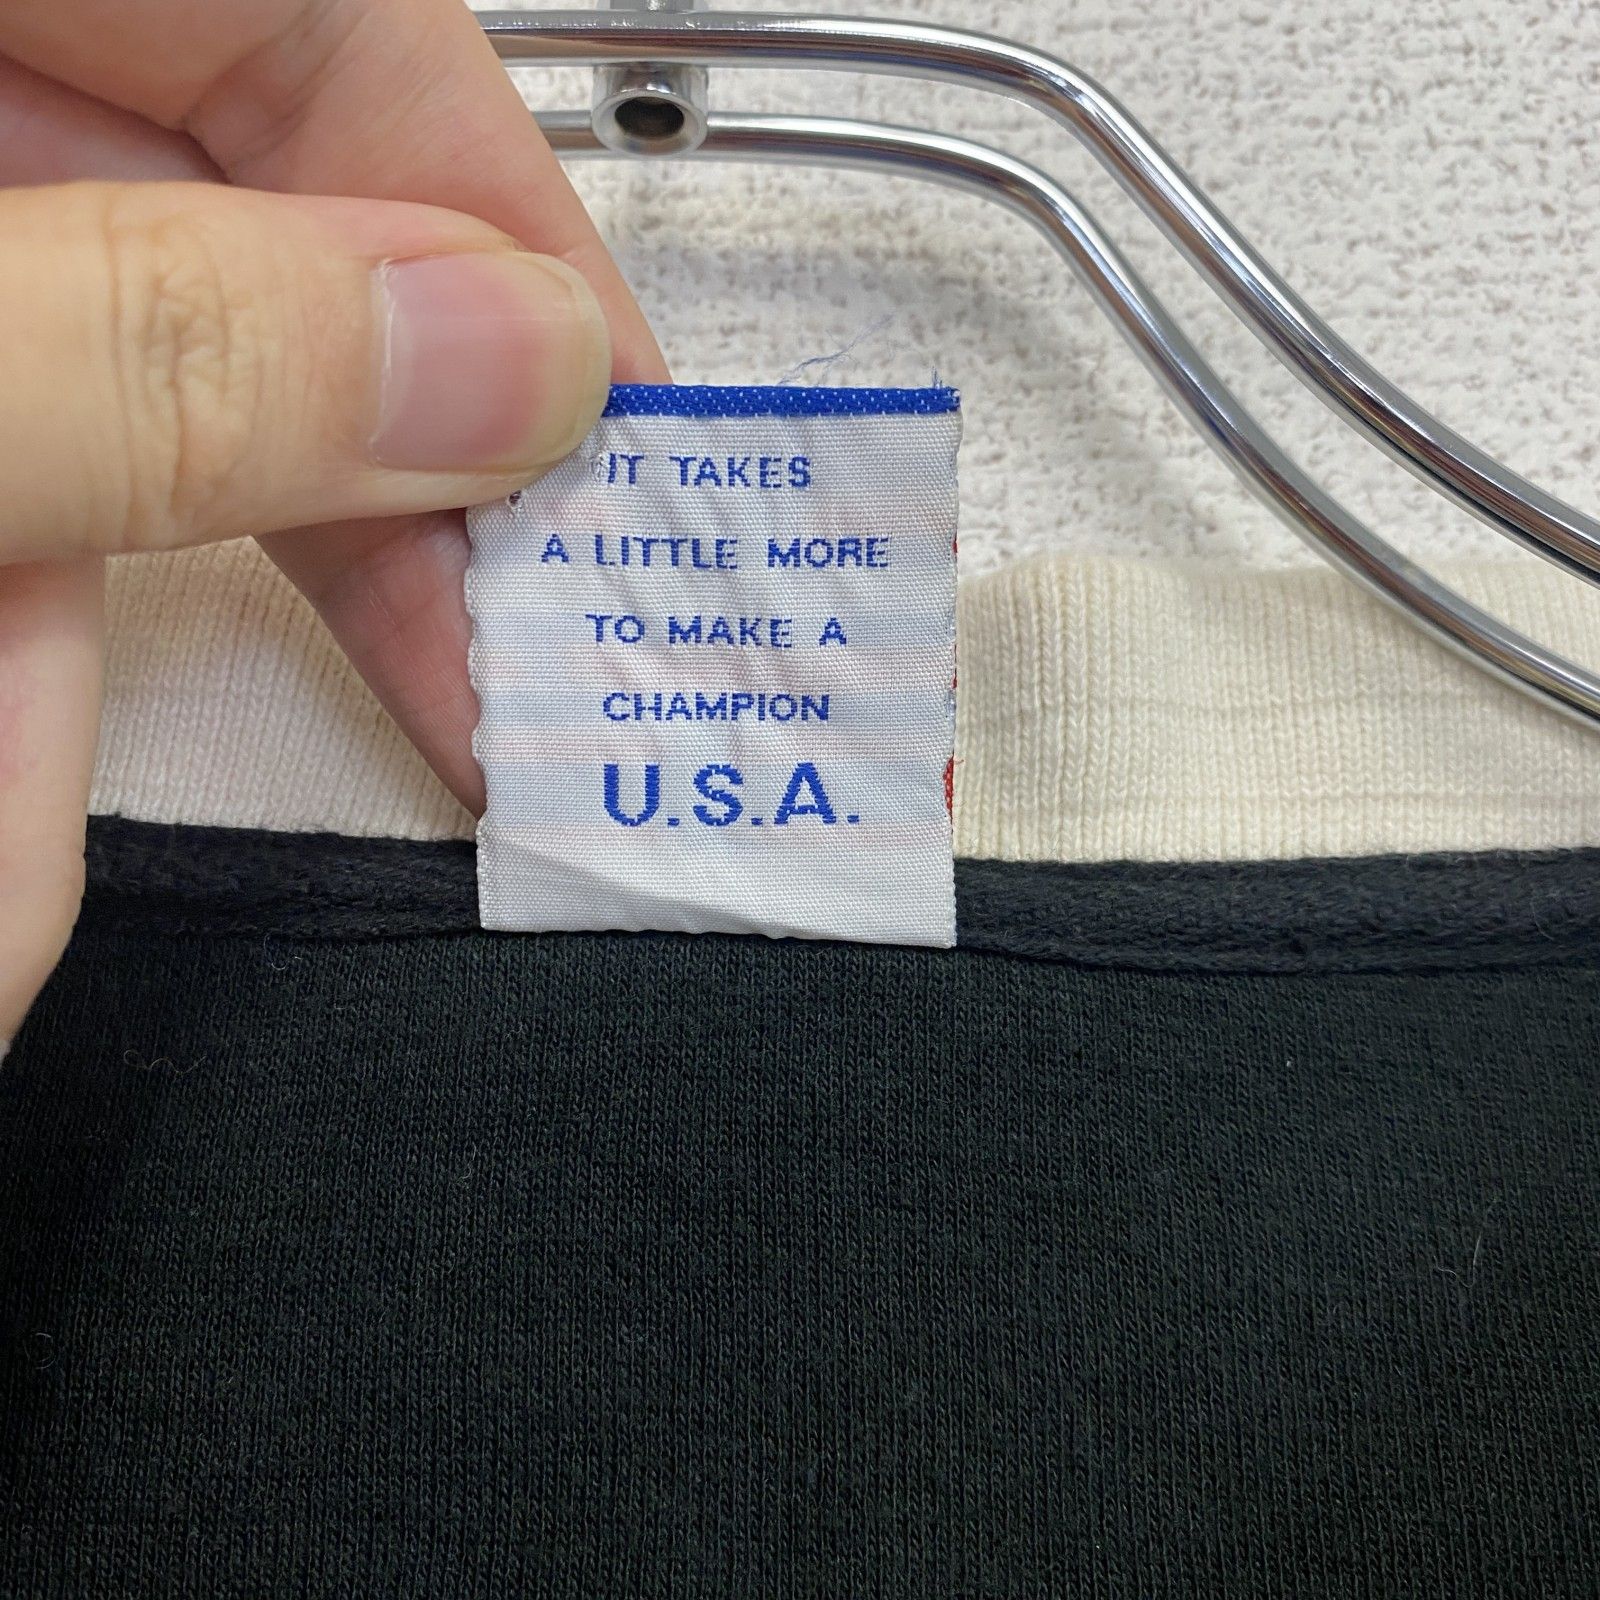 IT TAKES
A LITTLE MORE
TO MAKE A
CHAMPION
U.S.A.